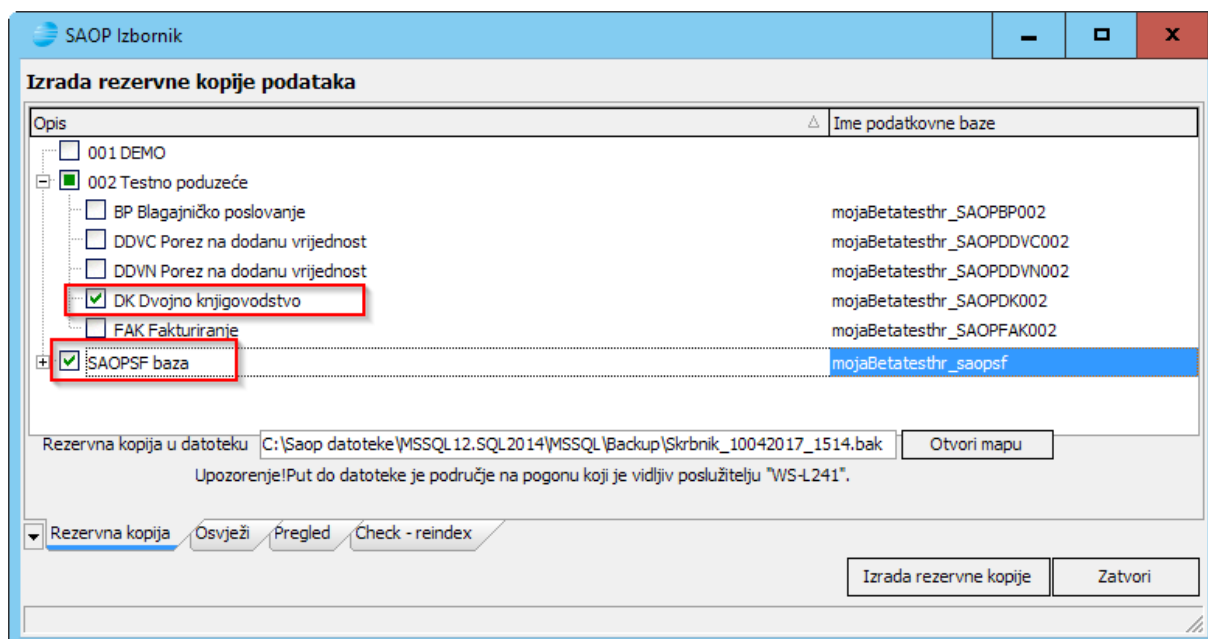 SAOP Izbornik
Izrada rezervne kopije podataka
Opis Ime podatkovne baze
001 DEMO
002 Testno poduzeće
BP Blagajničko poslovanje mojaBetatesthr_SAOPBP002
DDVC Porez na dodanu vrijednost mojaBetatesthr_SAOPDDVC002
DDVN Porez na dodanu vrijednost mojaBetatesthr_SAOPDDVN002
DK Dvojno knjigovodstvo mojaBetatesthr_SAOPDK002
FAK Fakturiranje mojaBetatesthr_SAOPFAK002
SAOPSF baza mojaBetatesthr_saopsf
Rezervna kopija u datoteku C:\Saop datoteke\MSSQL12.SQL2014\MSSQL\Backup\Skrbnik_10042017_1514.bak Otvori mapu
Upozorenje!Put do datoteke je područje na pogonu koji je vidljiv poslužitelju "WS-L241".
Rezervna kopija Osvježi Pregled Check - reindex
Izrada rezervne kopije Zatvori